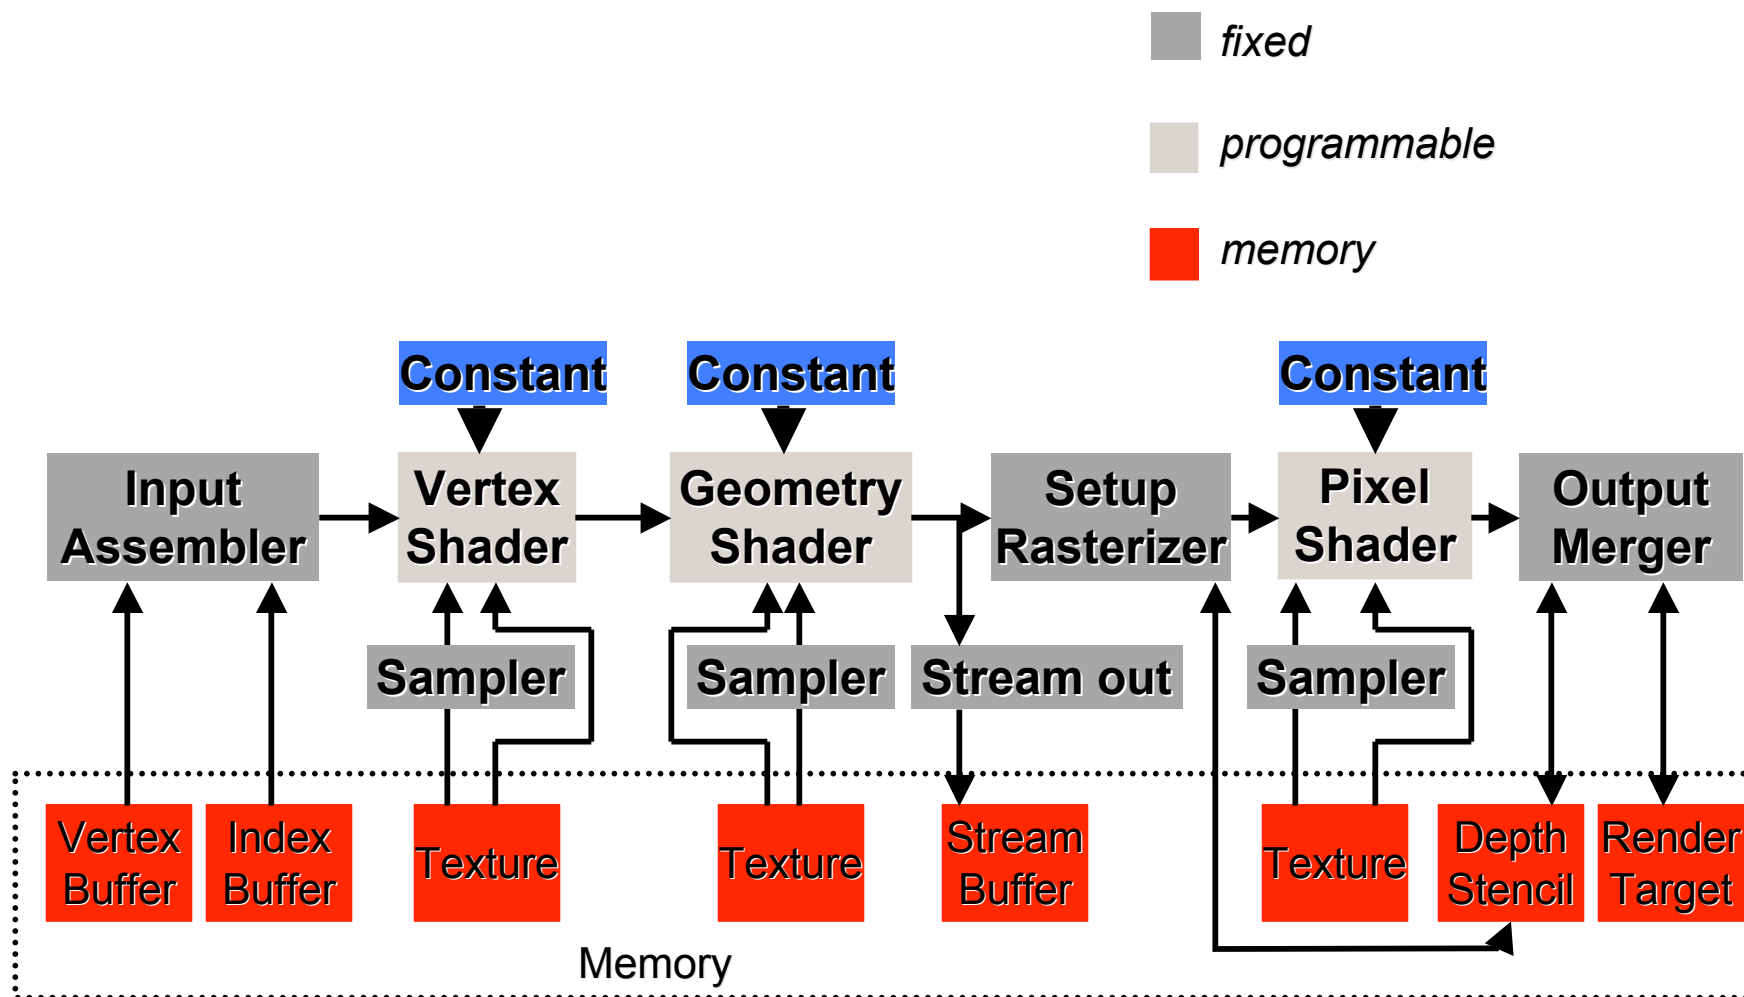 fixed
programmable
memory
Constant
Constant
Constant
Input
Assembler
Vertex
Shader
Geometry
Shader
Setup
Rasterizer
Pixel
Shader
Output
Merger
Sampler
Sampler
Stream out
Sampler
Vertex
Buffer
Index
Buffer
Texture
Texture
Stream
Buffer
Texture
Depth
Stencil
Render
Target
Memory